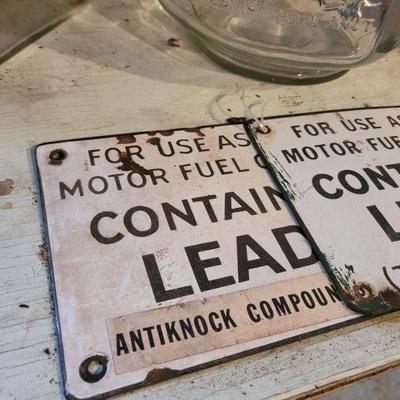 FOR USE AS
MOTOR FUEL
CONTAIN
LEAD
ANTIKNOCK COMPOUN
FOR USE AS
MOTOR FUE
CONT
L
(T